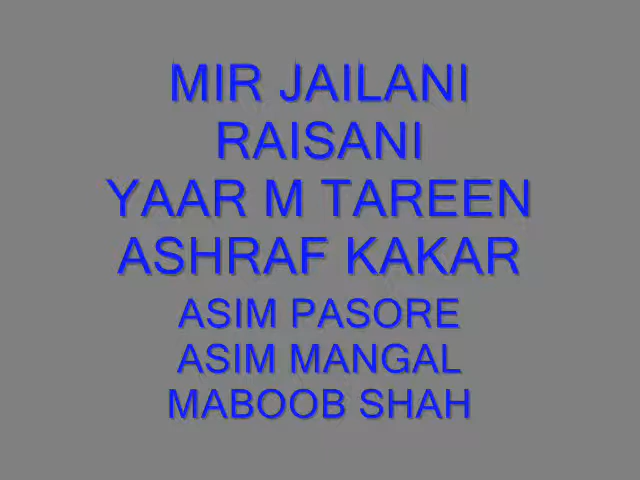 MIR JAILANI
RAISANI
YAAR M TAREEN
ASHRAF KAKAR
ASIM PASORE
ASIM MANGAL
MABOOB SHAH